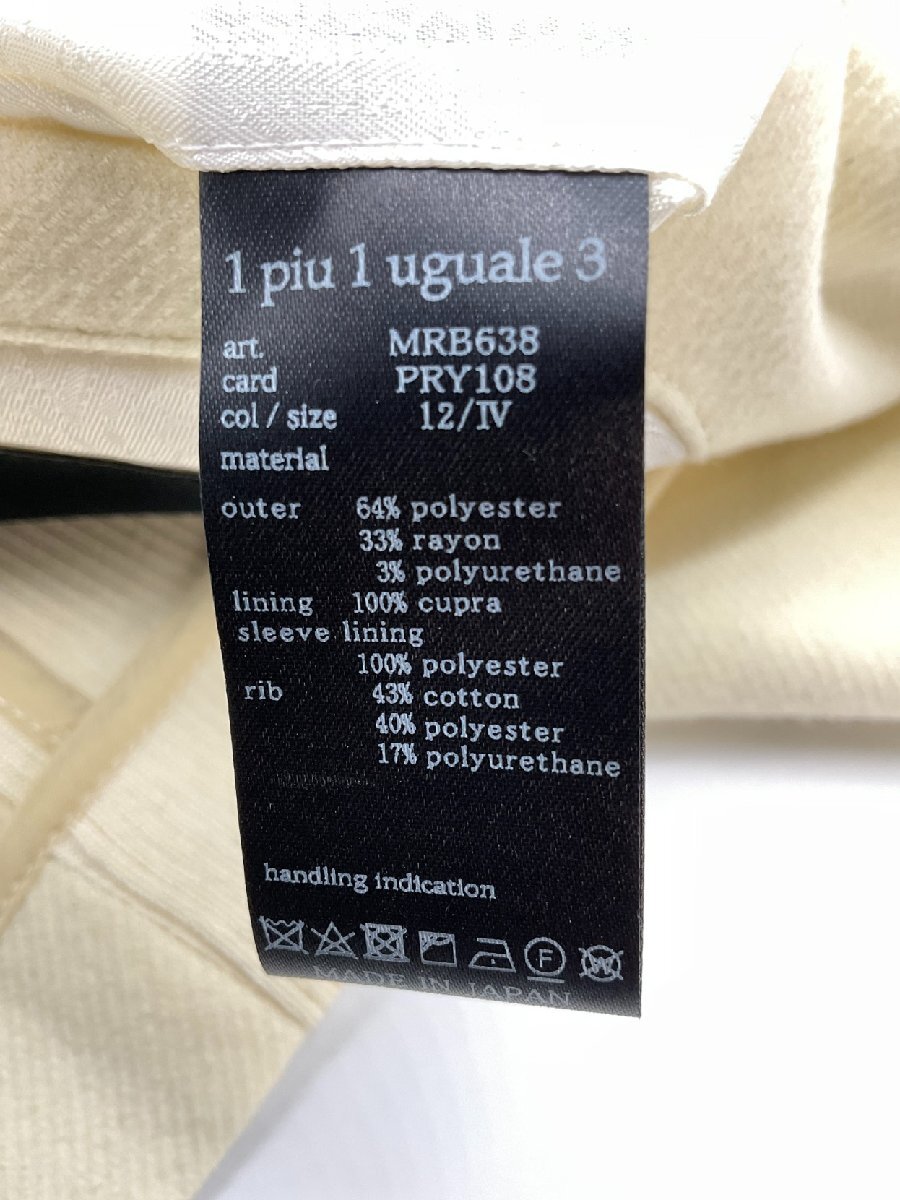 1 piu 1 uguale 3
art. MRB638
card PRY108
col / size 12/IV
material
outer 64% polyester
33% rayon
3% polyurethane
lining 100% cupra
sleeve lining
100% polyester
rib 43% cotton
40% polyester
17% polyurethane
handling indication
F W
MADE IN JAPAN